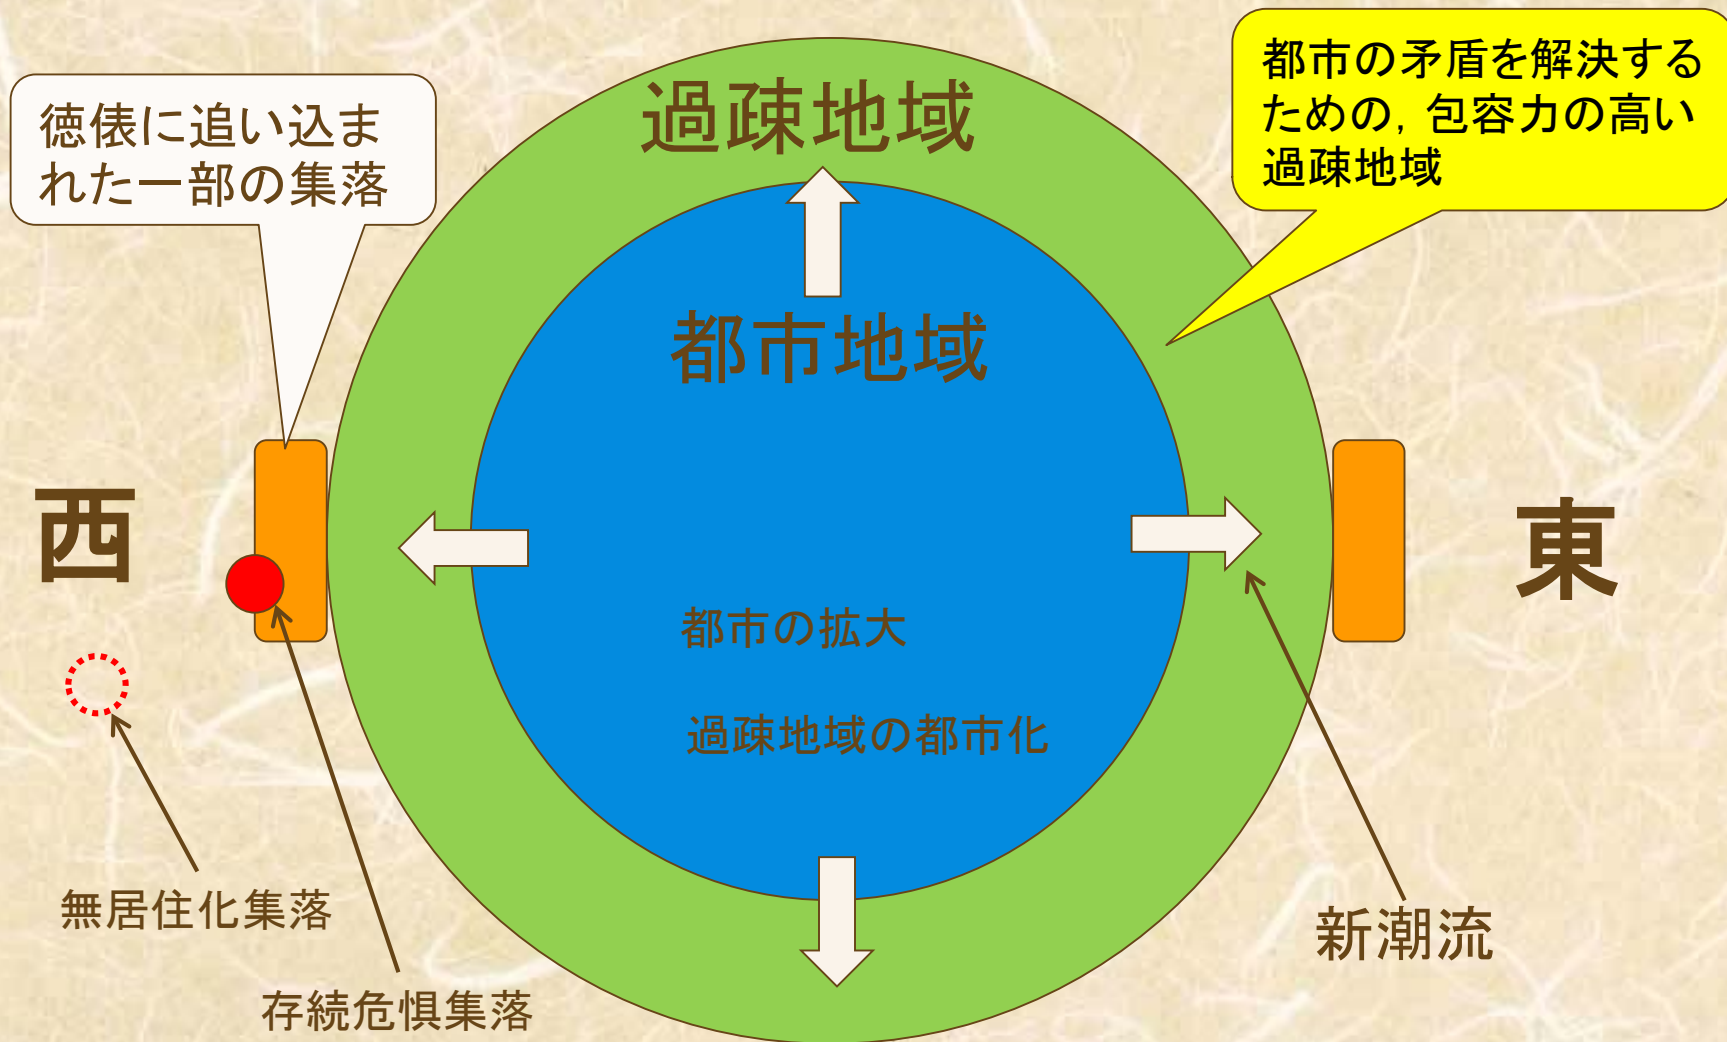 過疎地域
都市の矛盾を解決する
ための，包容力の高い
過疎地域
徳俵に追い込ま
れた一部の集落
都市地域
西
東
都市の拡大
過疎地域の都市化
無居住化集落
存続危惧集落
新潮流